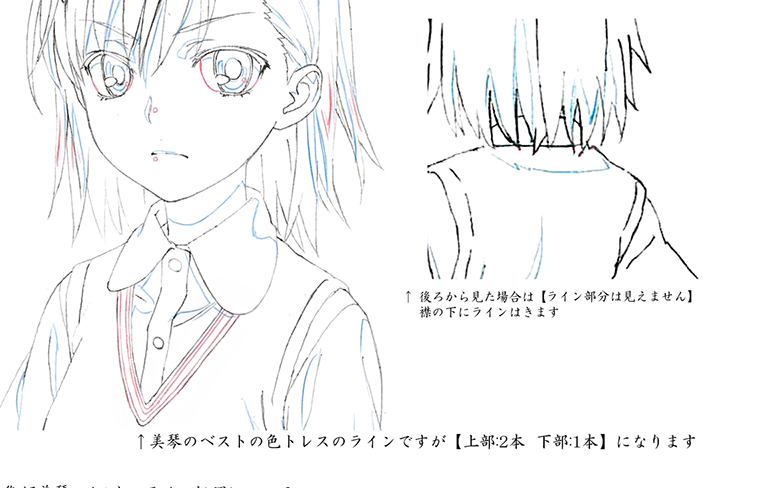 ↑ 後ろから見た場合は【ライン部分は見えません】
襟の下にラインはきます
↑美琴のベストの色トレスのラインですが【上部:2本 下部:1本】になります